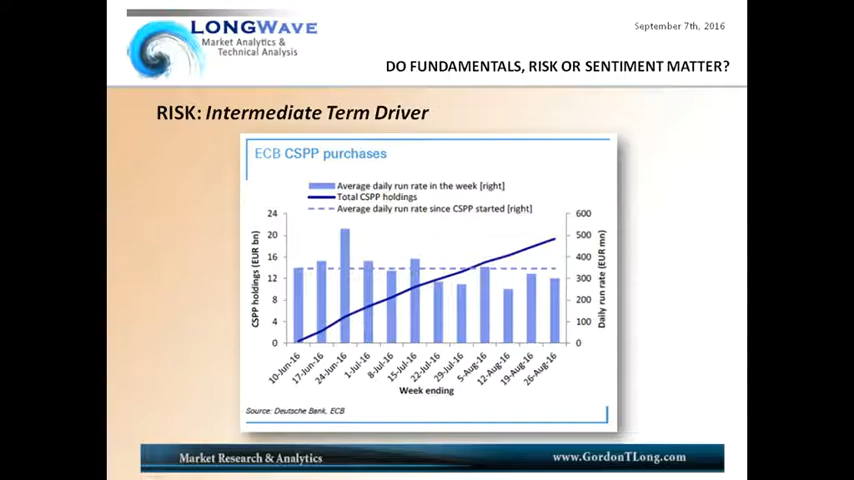 LONGWave
Market Analytics &
Technical Analysis
September 7th, 2016
DO FUNDAMENTALS, RISK OR SENTIMENT MATTER?
RISK: Intermediate Term Driver
ECB CSPP purchases
Average daily run rate in the week [right]
Total CSPP holdings
Average daily run rate since CSPP started [right]
24
20
16
12
8
4
0
CSPP holdings (EUR bn)
600
500
400
300
200
100
0
Daily run rate (EUR mn)
10-Jun-16
17-Jun-16
24-Jun-16
1-Jul-16
8-Jul-16
15-Jul-16
22-Jul-16
29-Jul-16
5-Aug-16
12-Aug-16
19-Aug-16
26-Aug-16
Week ending
Source: Deutsche Bank, ECB
Market Research & Analytics
www.GordonTLong.com